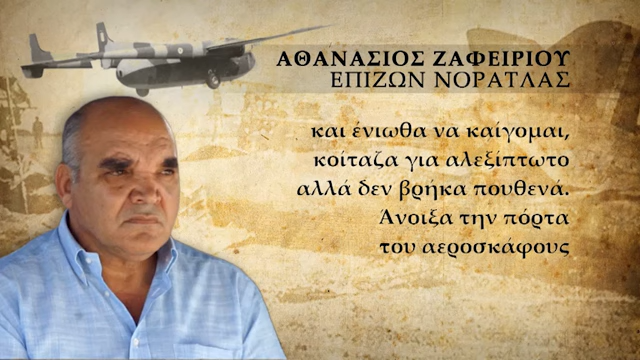 ΑΘΑΝΑΣΙΟΣ ΖΑΦΕΙΡΙΟΥ
ΕΠΙΖΩΝ ΝΟΡΑΤΛΑΣ
και ένιωθα να καίγομαι,
κοίταζα για αλεξίπτωτο
αλλά δεν βρήκα πουθενά.
Άνοιξα την πόρτα
του αεροσκάφους